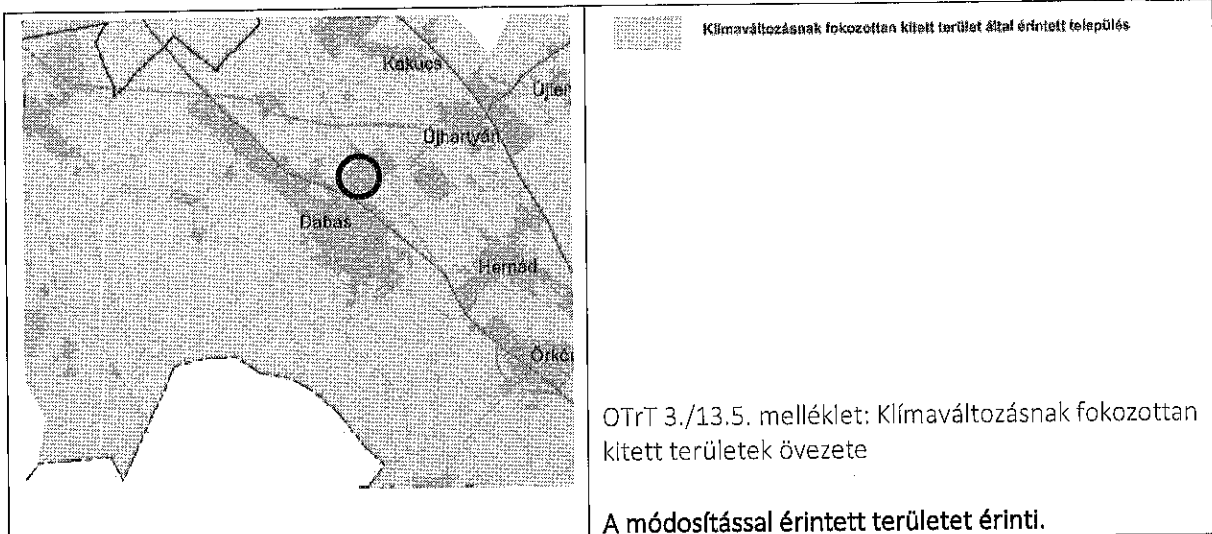 Kakucs
Újhartyán
Dabas
Hernád
Klímaváltozásnak fokozottan kitett terület által érintett település
OTrT 3./13.5. melléklet: Klímaváltozásnak fokozottan
kitett területek övezete
A módosítással érintett területet érinti.